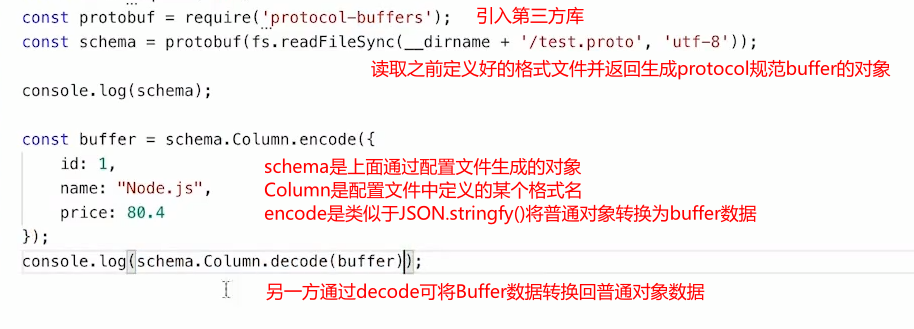 const protobuf = require('protocol-buffers'); 引入第三方库
const schema = protobuf(fs.readFileSync(__dirname + '/test.proto', 'utf-8'));
读取之前定义好的格式文件并返回生成protocol规范buffer的对象
console.log(schema);
const buffer = schema.Column.encode({
id: 1, schema是上面通过配置文件生成的对象
name: "Node.js", Column是配置文件中定义的某个格式名
price: 80.4 encode是类似于JSON.stringfy()将普通对象转换为buffer数据
});
console.log(schema.Column.decode(buffer));
另一方通过decode可将Buffer数据转换回普通对象数据